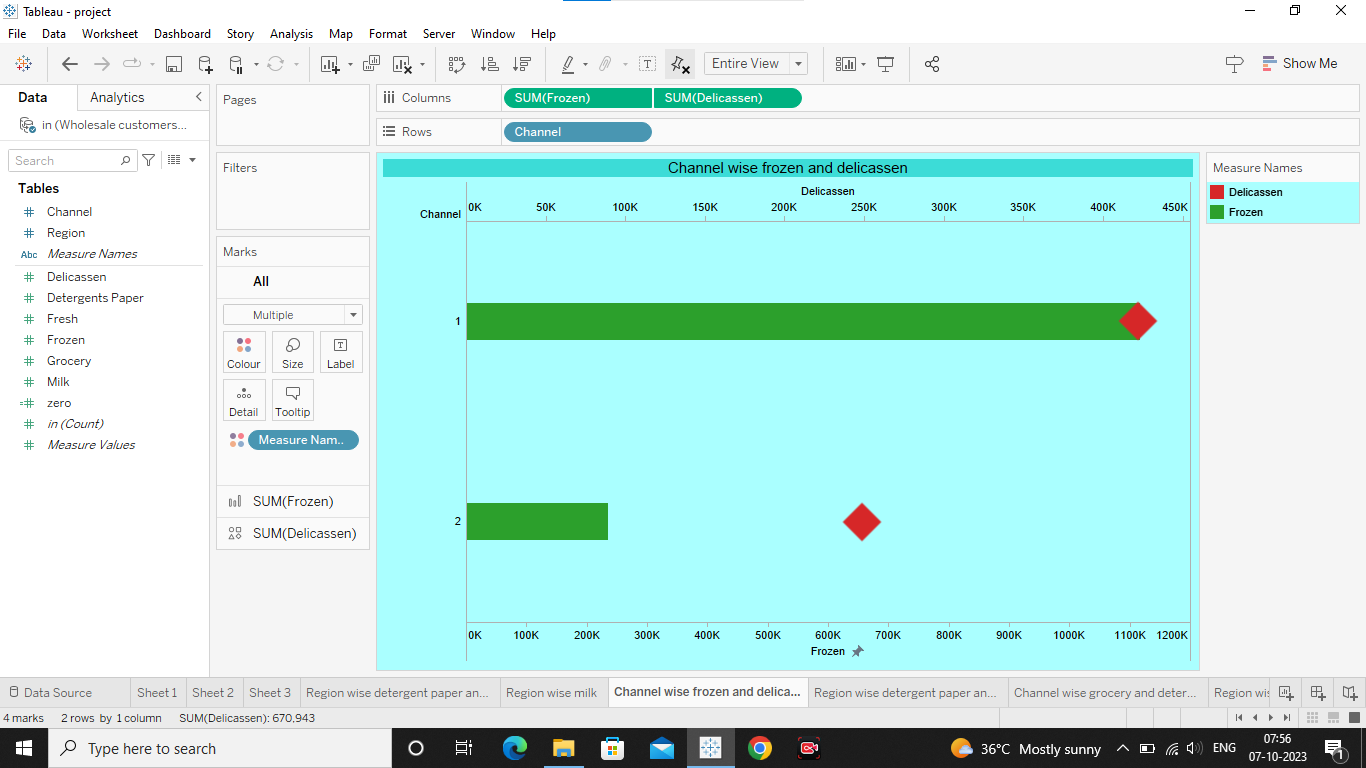 Tableau - project
File Data Worksheet Dashboard Story Analysis Map Format Server Window Help
Entire View
Show Me
Data Analytics
in (Wholesale customers...
Search
Tables
Channel
Region
Abc Measure Names
Delicassen
Detergents Paper
Fresh
Frozen
Grocery
Milk
zero
in (Count)
Measure Values
Pages
Filters
Marks
All
Multiple
Colour Size Label
Detail Tooltip
Measure Nam..
SUM(Frozen)
SUM(Delicassen)
Columns SUM(Frozen) SUM(Delicassen)
Rows Channel
Channel wise frozen and delicassen
Delicassen
Channel 0K 50K 100K 150K 200K 250K 300K 350K 400K 450K
1
2
0K 100K 200K 300K 400K 500K 600K 700K 800K 900K 1000K 1100K 1200K
Frozen
Measure Names
Delicassen
Frozen
Data Source Sheet 1 Sheet 2 Sheet 3 Region wise detergent paper an... Region wise milk Channel wise frozen and delica... Region wise detergent paper an... Channel wise grocery and deter... Region wis
4 marks 2 rows by 1 column SUM(Delicassen): 670,943
Type here to search
36°C Mostly sunny ENG 07:56
07-10-2023 1